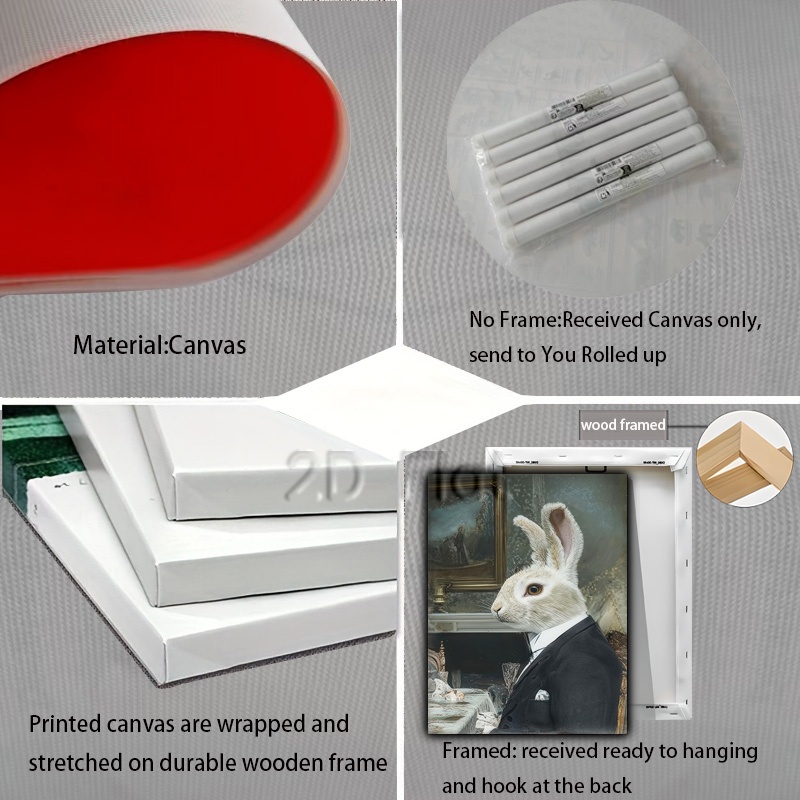 Material:Canvas
No Frame:Received Canvas only,
send to You Rolled up
2D
wood framed
Printed canvas are wrapped and
stretched on durable wooden frame
Framed: received ready to hanging
and hook at the back